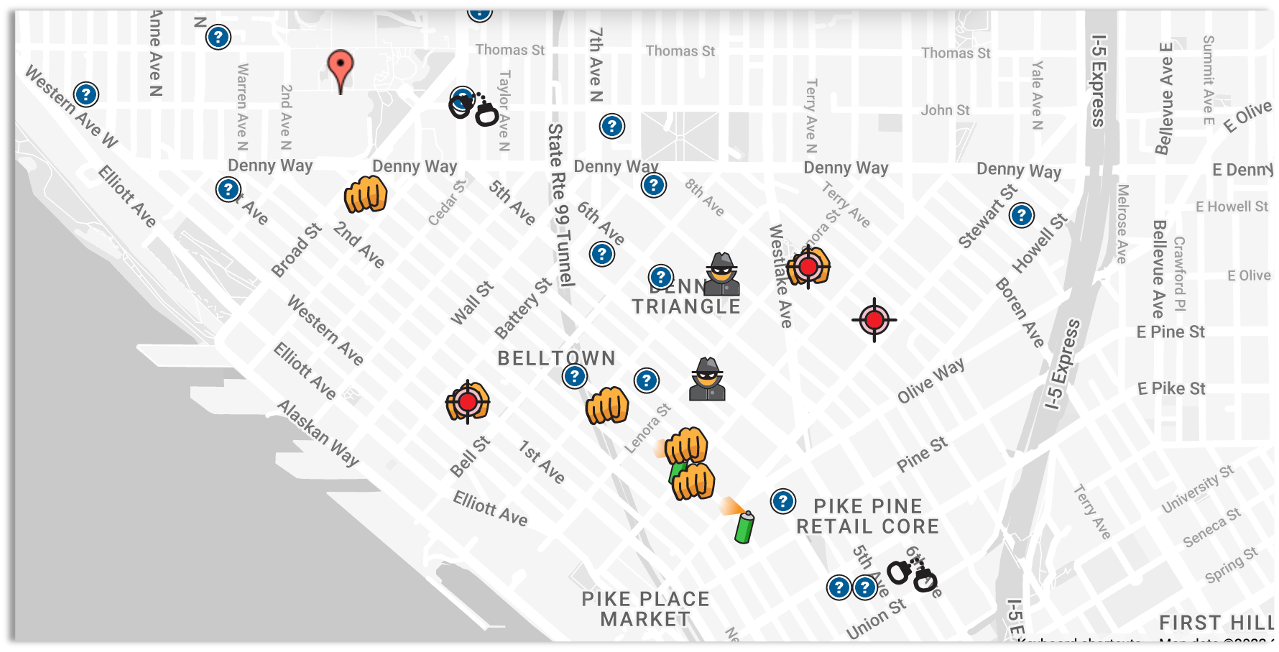 Anne Ave N
N
Thomas St
7th Ave N
Thomas St
Thomas St
I-5 Express
Bellevue Ave E
Summit Ave E
Western Ave W
Warren Ave N
2nd Ave N
Taylor Ave N
Terry Ave N
John St
Yale Ave N
E Olive
Denny Way
Denny Way
State Rte 99 Tunnel
Denny Way
Denny Way
Denny Way
E Denny
Elliott Ave
t Ave
Cedar St
5th Ave
6th Ave
8th Ave
Terry Ave
Stewart St
Melrose Ave
E Howell St
Broad St
2nd Ave
Westlake Ave
nora St
Howell St
Bellevue Ave
Crawford Pl
E Olive
Wall St
Battery St
DENN
TRIANGLE
Boren Ave
Western Ave
E Pine St
BELLTOWN
Elliott Ave
I-5 Express
Olive Way
E Pike St
Alaskan Way
Lenora St
Bell St
1st Ave
Pine St
Elliott Ave
PIKE PINE
RETAIL CORE
Terry Ave
University St
Seneca St
Spring St
5th Ave
6th
e
PIKE PLACE
MARKET
Union St
I-5 E
Ne
FIRST HILL
Keyboard shortcuts
Map data ©2023